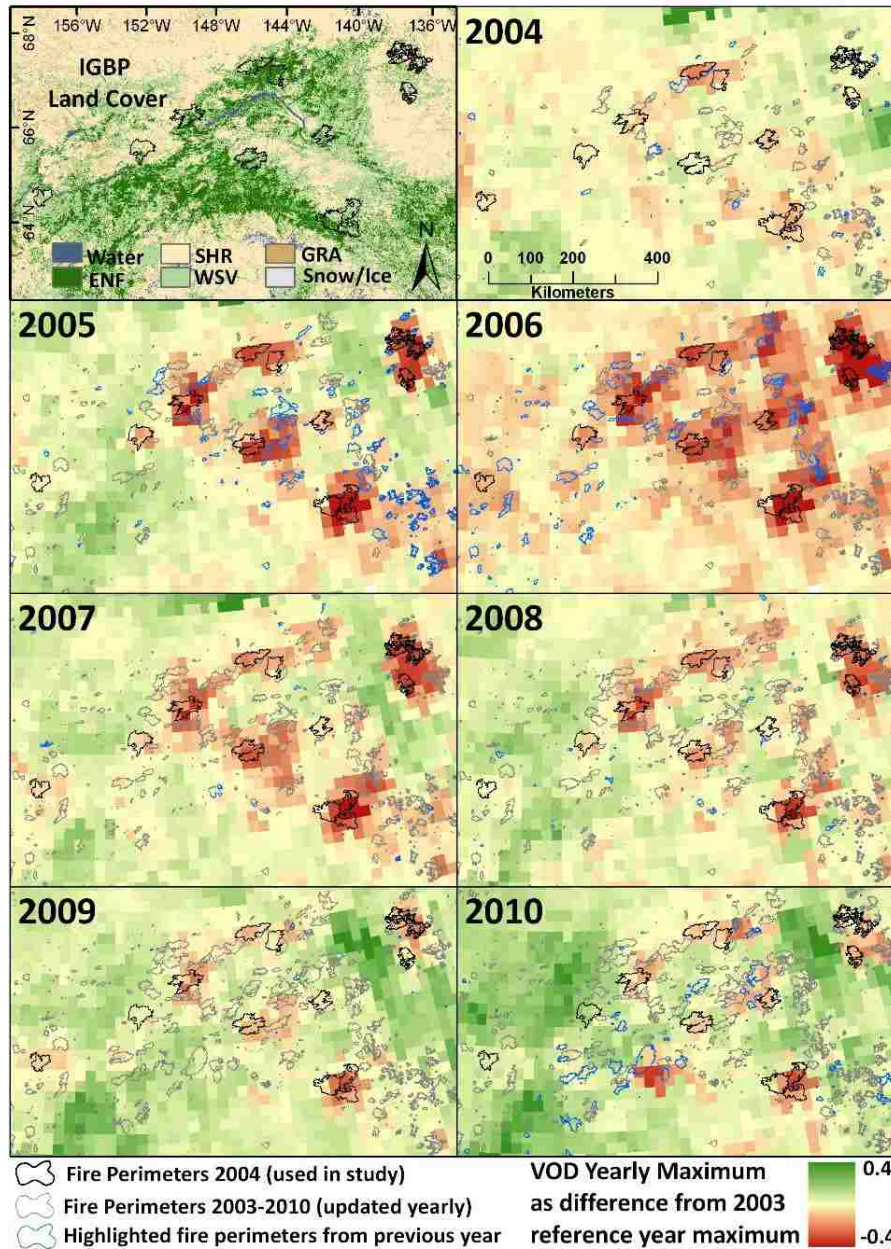 156°W 152°W 148°W 144°W 140°W 136°W
68°N
66°N
64°N
IGBP
Land Cover
N
Water SHR GRA
ENF WSV Snow/Ice
2004
0 100 200 400
Kilometers
2005
2006
2007
2008
2009
2010
Fire Perimeters 2004 (used in study)
Fire Perimeters 2003-2010 (updated yearly)
Highlighted fire perimeters from previous year
VOD Yearly Maximum
as difference from 2003
reference year maximum
0.4
-0.4